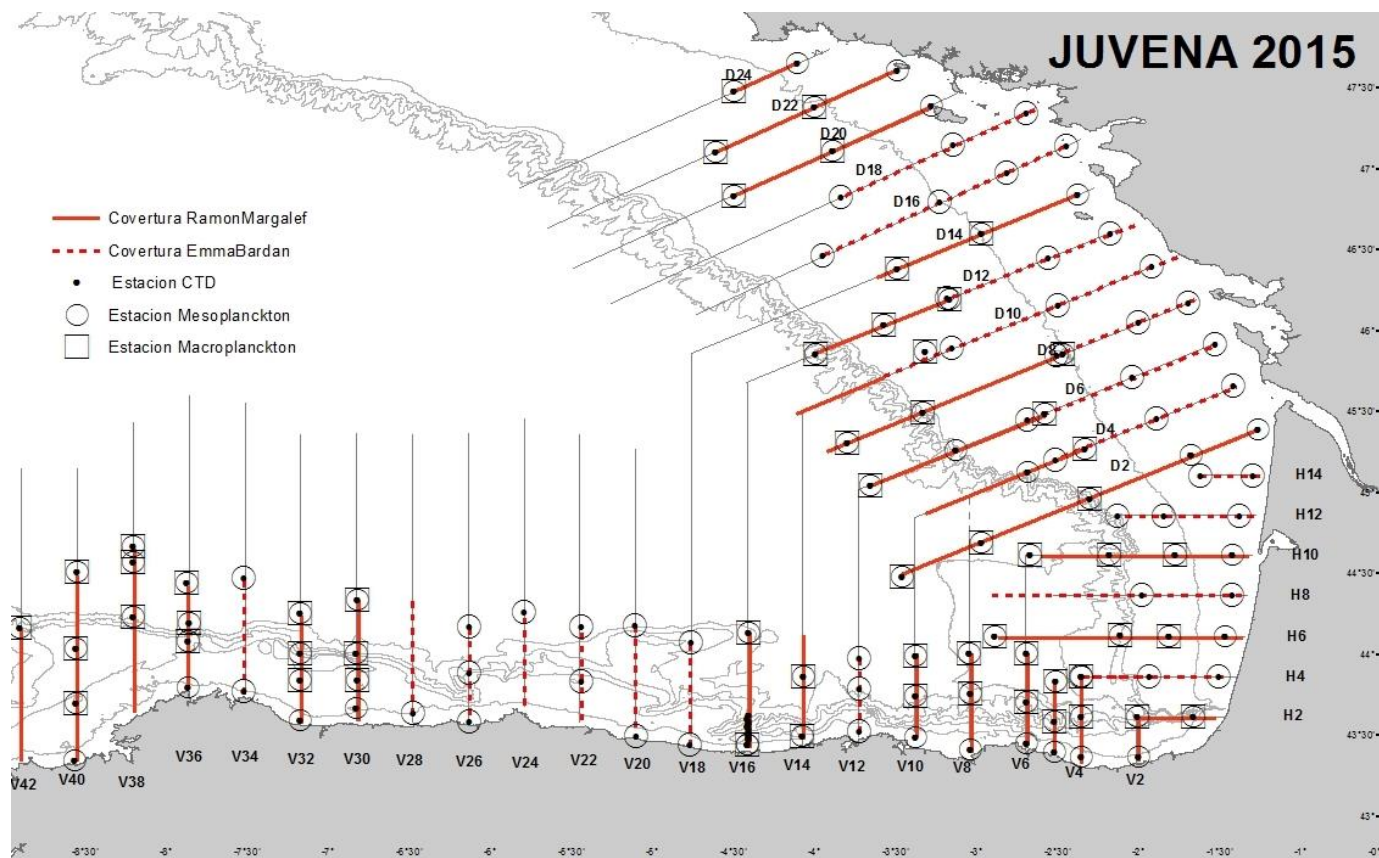 JUVENA 2015
47°30'
47°
46°30'
46°
45°30'
45°
44°30'
44°
43°30'
43°
Covertura RamonMargalef
Covertura EmmaBardan
Estacion CTD
Estacion Mesoplanckton
Estacion Macroplanckton
D24
D22
D20
D18
D16
D14
D12
D10
D8
D6
D4
D2
H14
H12
H10
H8
H6
H4
H2
V42
V40
V38
V36
V34
V32
V30
V28
V26
V24
V22
V20
V18
V16
V14
V12
V10
V8
V6
V4
V2
-8°30'
-8°
-7°30'
-7°
-6°30'
-6°
-5°30'
-5°
-4°30'
-4°
-3°30'
-3°
-2°30'
-2°
-1°30'
-1°